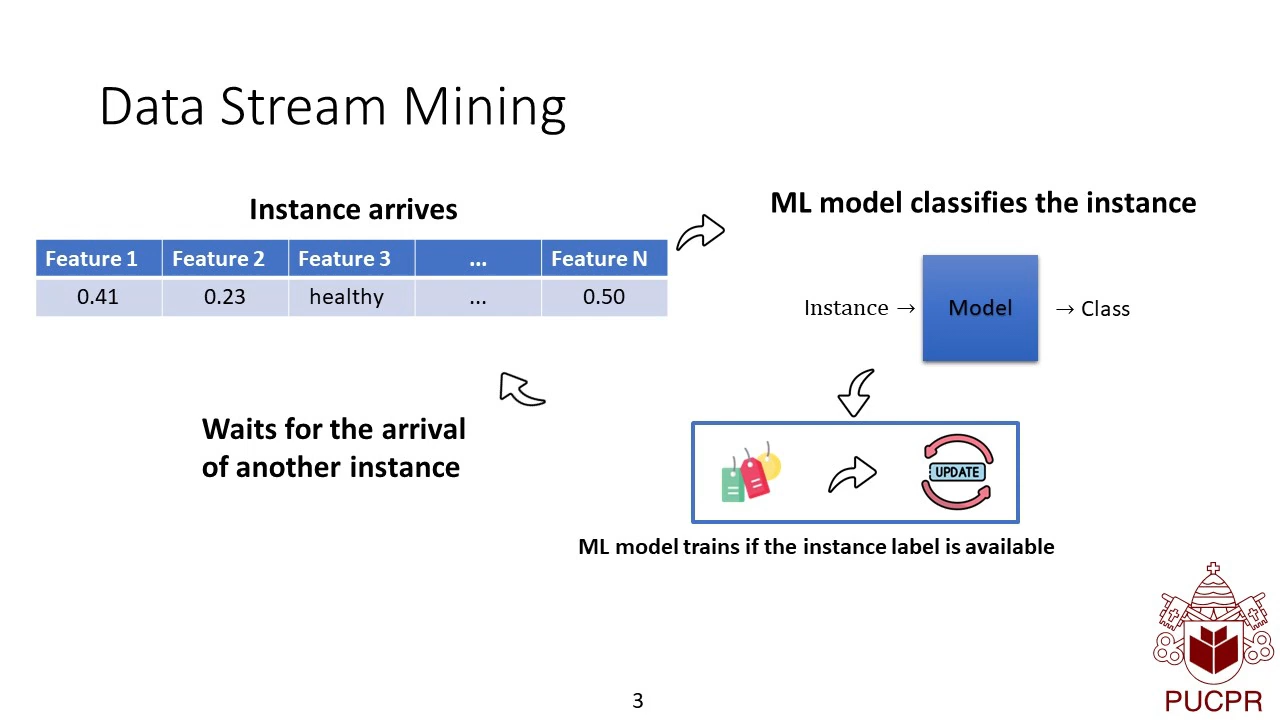 Data Stream Mining
Instance arrives
Feature 1 Feature 2 Feature 3 ... Feature N
0.41 0.23 healthy ... 0.50
ML model classifies the instance
Instance → Model → Class
UPDATE
ML model trains if the instance label is available
Waits for the arrival
of another instance
3
PUCPR